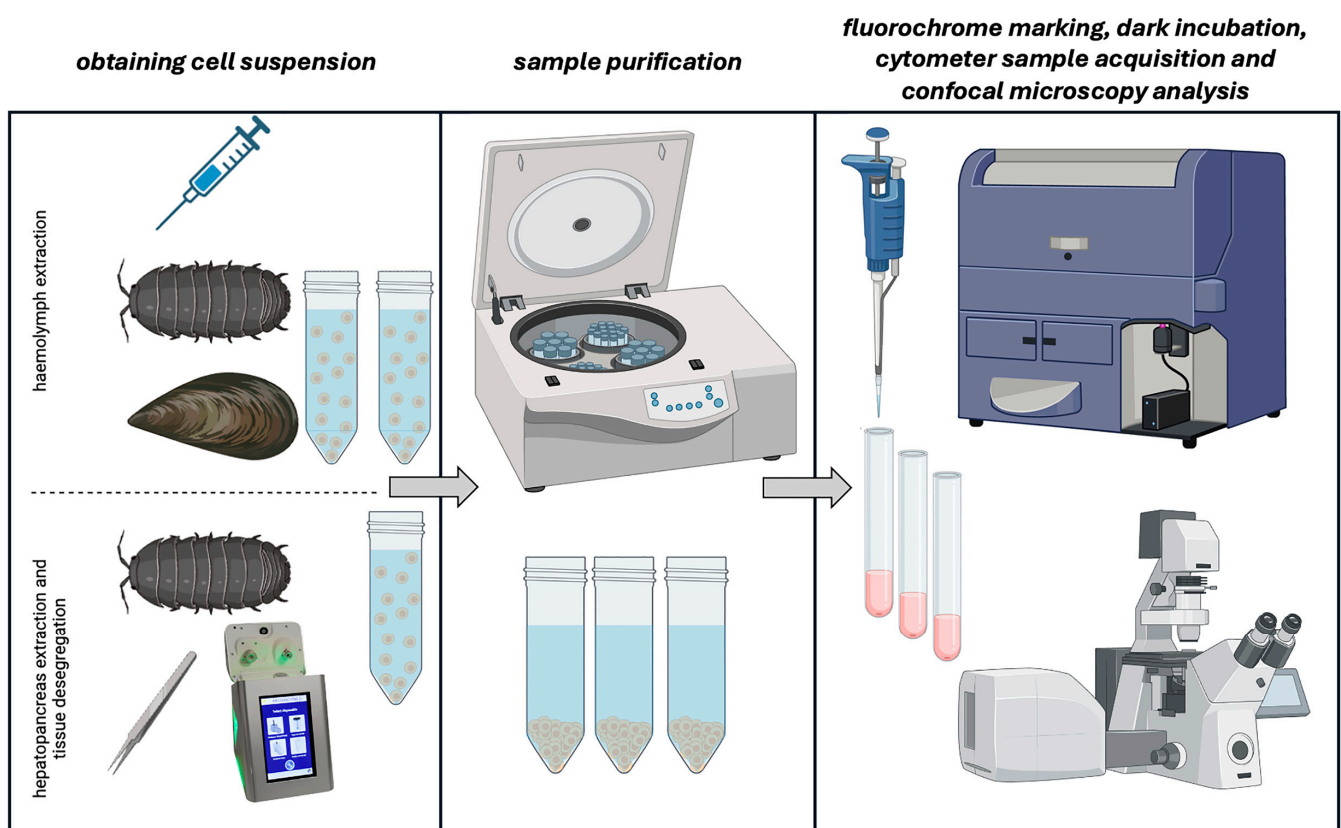 obtaining cell suspension
sample purification
fluorochrome marking, dark incubation,
cytometer sample acquisition and
confocal microscopy analysis
haemolymph extraction
hepatopancreas extraction and
tissue desegregation